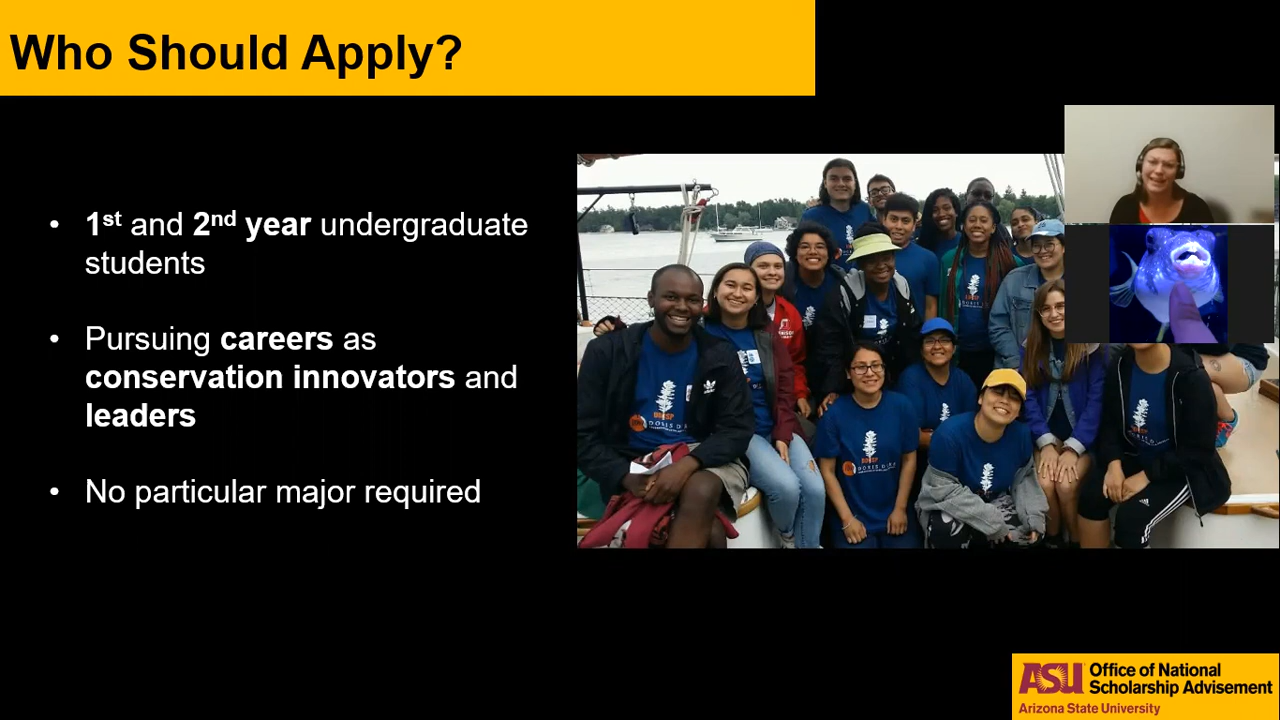 Who Should Apply?
• 1st and 2nd year undergraduate
students
• Pursuing careers as
conservation innovators and
leaders
• No particular major required
ASU Office of National
Scholarship Advisement
Arizona State University